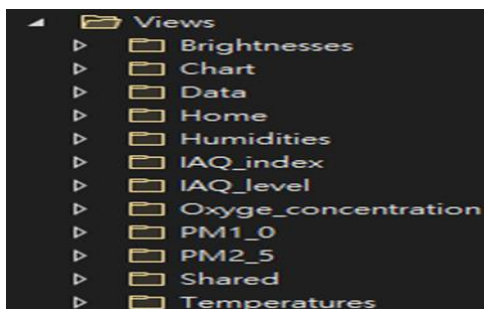 Views
Brightnesses
Chart
Data
Home
Humidities
IAQ_index
IAQ_level
Oxyge_concentration
PM1_0
PM2_5
Shared
Temperatures